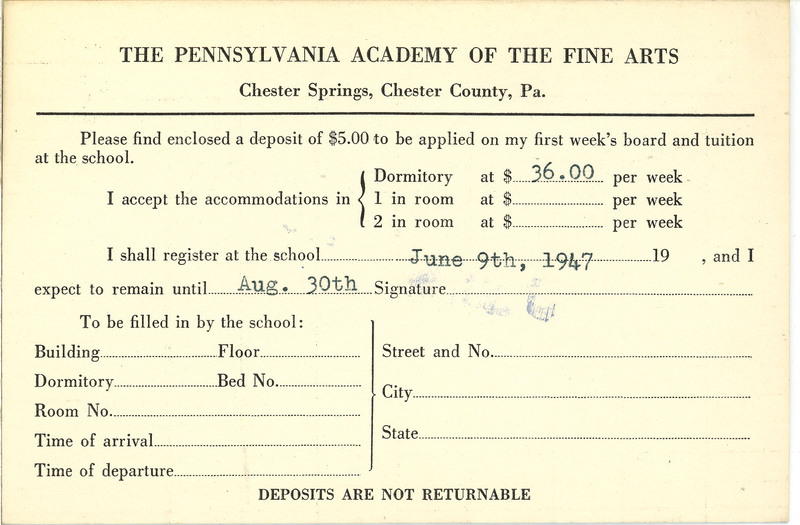 THE PENNSYLVANIA ACADEMY OF THE FINE ARTS
Chester Springs, Chester County, Pa.
Please find enclosed a deposit of $5.00 to be applied on my first week's board and tuition
at the school.
Dormitory at $ 36.00 per week
I accept the accommodations in 1 in room at $ per week
2 in room at $ per week
I shall register at the school June 9th, 1947 19 , and I
expect to remain until Aug. 30th Signature
To be filled in by the school:
Building Floor
Dormitory Bed No.
Room No.
Time of arrival
Time of departure
Street and No.
City
State
DEPOSITS ARE NOT RETURNABLE